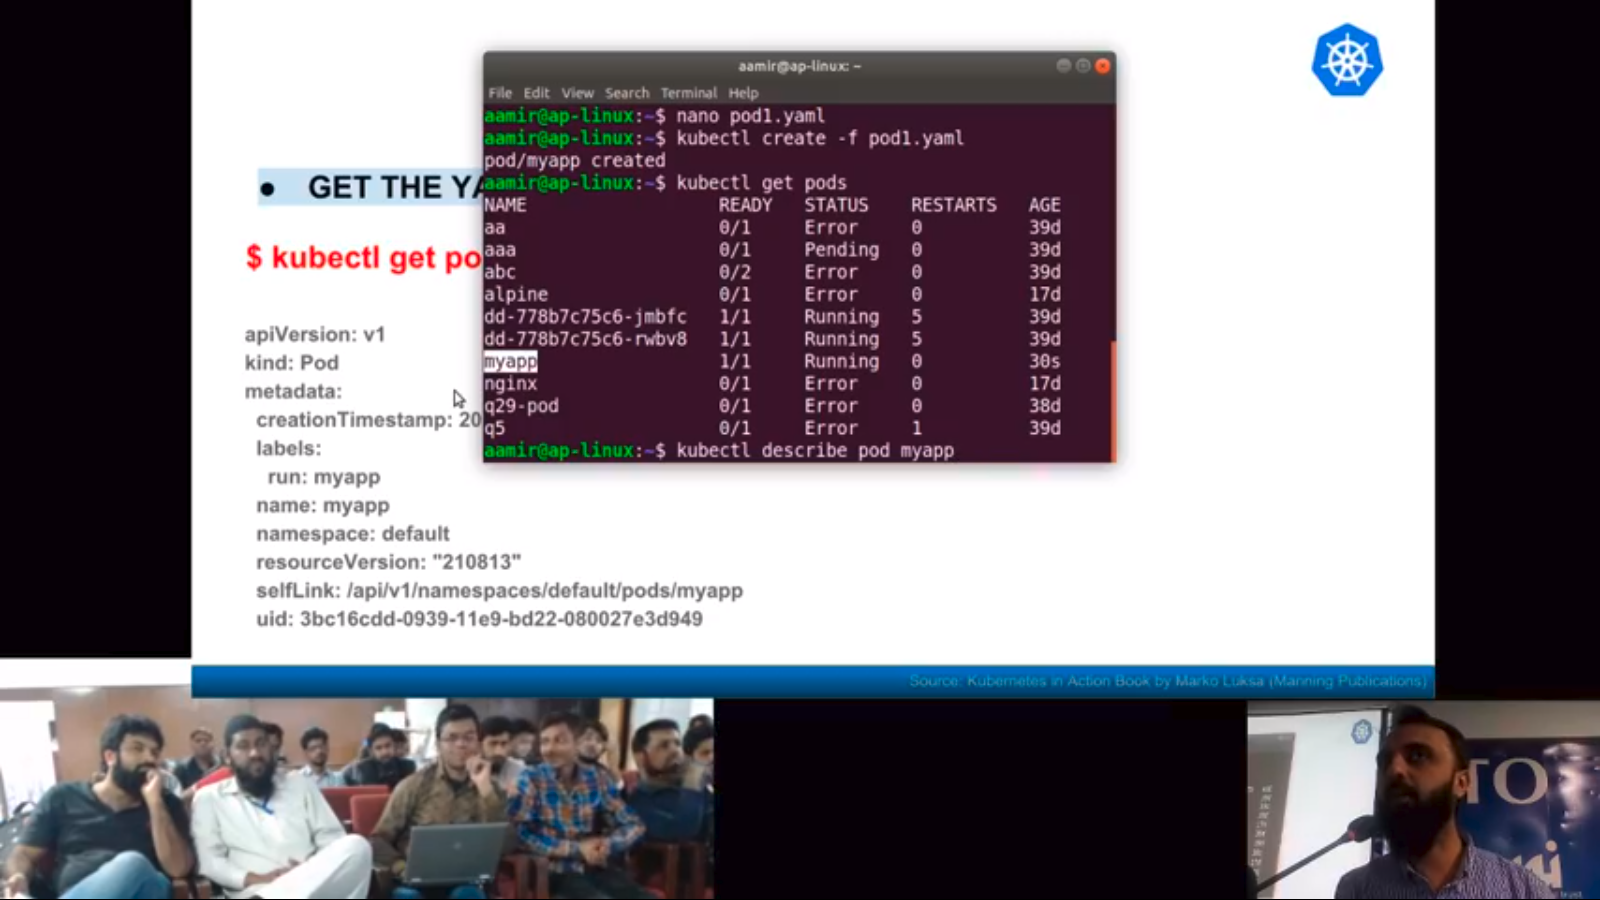 aamir@ap-linux: ~
File Edit View Search Terminal Help
aamir@ap-linux:~$ nano pod1.yaml
aamir@ap-linux:~$ kubectl create -f pod1.yaml
pod/myapp created
aamir@ap-linux:~$ kubectl get pods
NAME READY STATUS RESTARTS AGE
aa 0/1 Error 0 39d
aaa 0/1 Pending 0 39d
abc 0/2 Error 0 39d
alpine 0/1 Error 0 17d
dd-778b7c75c6-jmbfc 1/1 Running 5 39d
dd-778b7c75c6-rwbv8 1/1 Running 5 39d
myapp 1/1 Running 0 30s
nginx 0/1 Error 0 17d
q29-pod 0/1 Error 0 38d
q5 0/1 Error 1 39d
aamir@ap-linux:~$ kubectl describe pod myapp
● GET THE YA
$ kubectl get po
apiVersion: v1
kind: Pod
metadata:
creationTimestamp: 20
labels:
run: myapp
name: myapp
namespace: default
resourceVersion: "210813"
selfLink: /api/v1/namespaces/default/pods/myapp
uid: 3bc16cdd-0939-11e9-bd22-080027e3d949
Source: Kubernetes in Action Book by Marko Luksa (Manning Publications)
TO